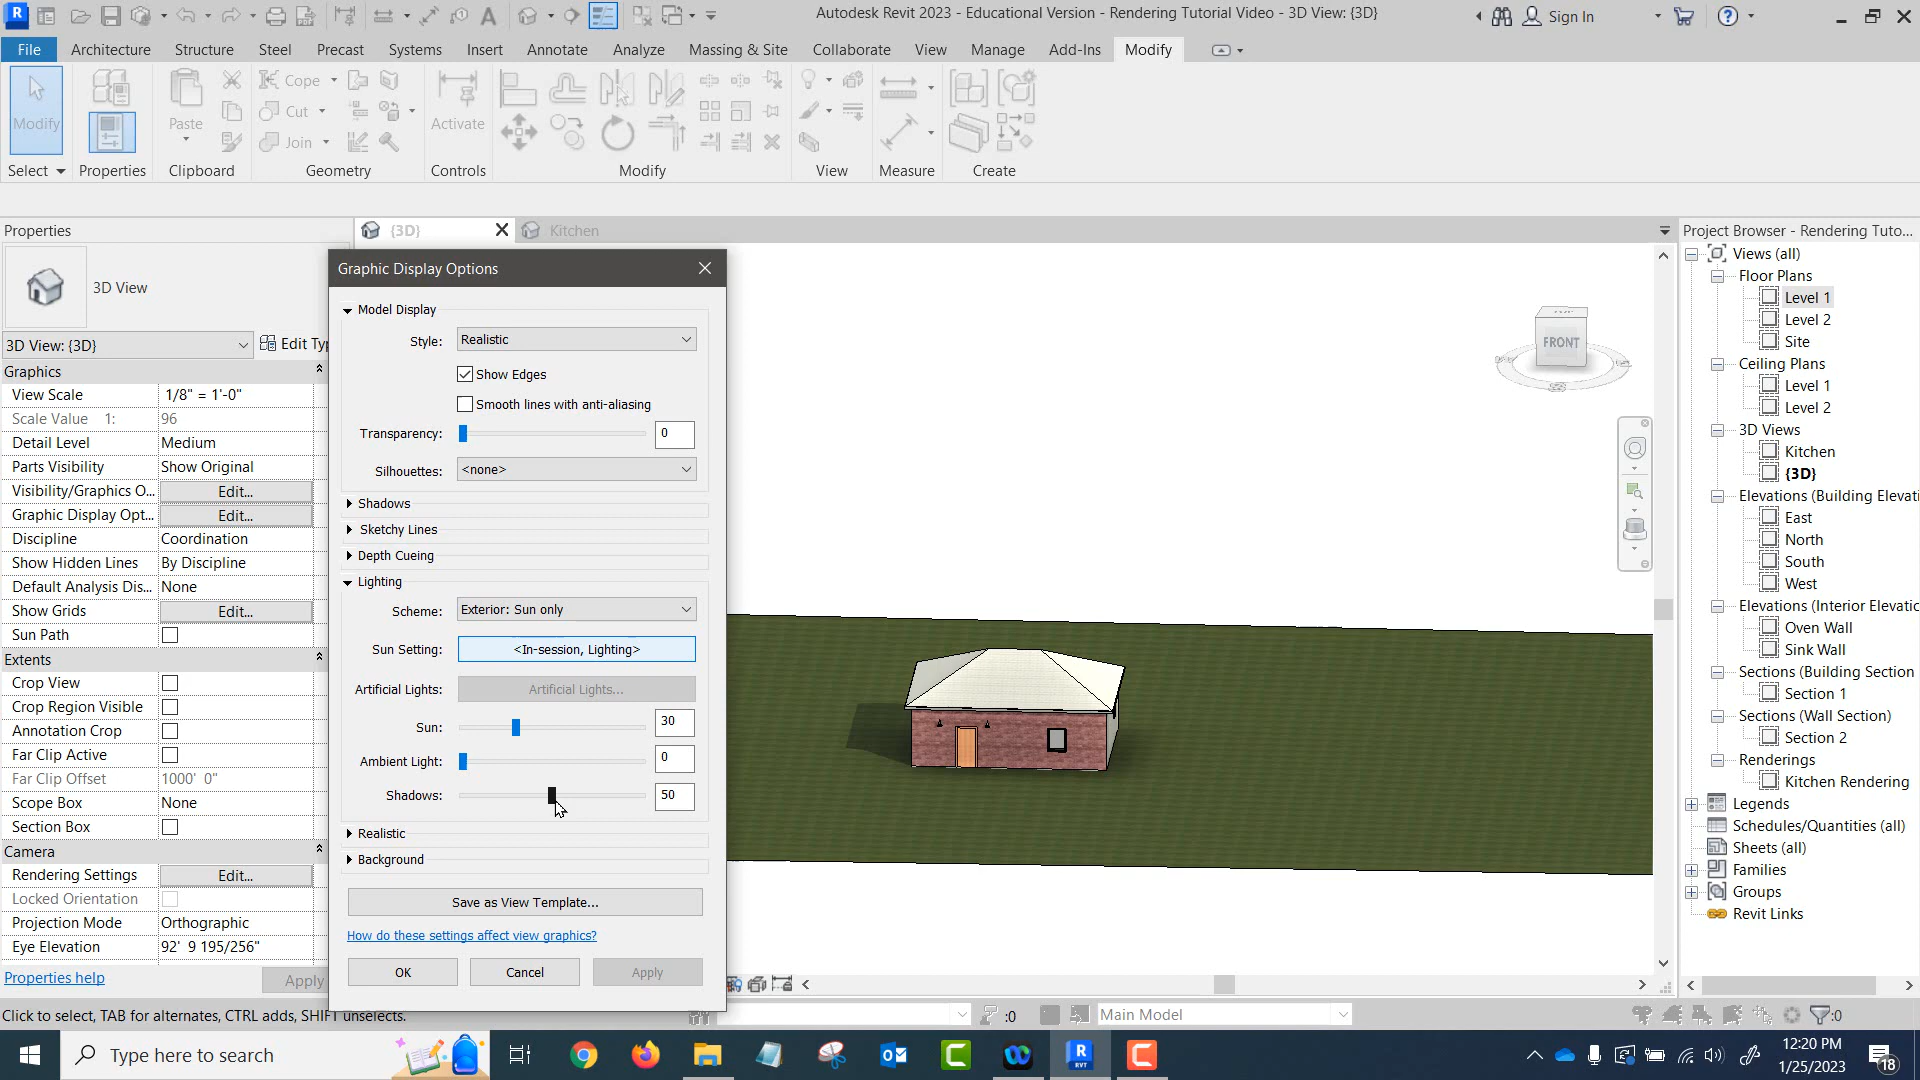 Autodesk Revit 2023 - Educational Version - Rendering Tutorial Video - 3D View: {3D}
Sign In
File Architecture Structure Steel Precast Systems Insert Annotate Analyze Massing & Site Collaborate View Manage Add-Ins Modify
Modify
Paste
Cope
Cut
Join
Activate
Select Properties Clipboard Geometry Controls Modify View Measure Create
Properties
{3D}
Kitchen
Project Browser - Rendering Tuto...
3D View
3D View: {3D}
Edit Typ
Graphics
View Scale 1/8" = 1'-0"
Scale Value 1: 96
Detail Level Medium
Parts Visibility Show Original
Visibility/Graphics O... Edit...
Graphic Display Opt... Edit...
Discipline Coordination
Show Hidden Lines By Discipline
Default Analysis Dis... None
Show Grids Edit...
Sun Path
Extents
Crop View
Crop Region Visible
Annotation Crop
Far Clip Active
Far Clip Offset 1000' 0"
Scope Box None
Section Box
Camera
Rendering Settings Edit...
Locked Orientation
Projection Mode Orthographic
Eye Elevation 92' 9 195/256"
Properties help
Apply
Graphic Display Options
Model Display
Style: Realistic
Show Edges
Smooth lines with anti-aliasing
Transparency: 0
Silhouettes: <none>
Shadows
Sketchy Lines
Depth Cueing
Lighting
Scheme: Exterior: Sun only
Sun Setting: <In-session, Lighting>
Artificial Lights: Artificial Lights...
Sun: 30
Ambient Light: 0
Shadows: 50
Realistic
Background
Save as View Template...
How do these settings affect view graphics?
OK Cancel Apply
FRONT
Views (all)
Floor Plans
Level 1
Level 2
Site
Ceiling Plans
Level 1
Level 2
3D Views
Kitchen
{3D}
Elevations (Building Elevati
East
North
South
West
Elevations (Interior Elevatic
Oven Wall
Sink Wall
Sections (Building Section
Section 1
Sections (Wall Section)
Section 2
Renderings
Kitchen Rendering
Legends
Schedules/Quantities (all)
Sheets (all)
Families
Groups
Revit Links
Click to select, TAB for alternates, CTRL adds, SHIFT unselects.
:0
Main Model
:0
Type here to search
12:20 PM
1/25/2023
18